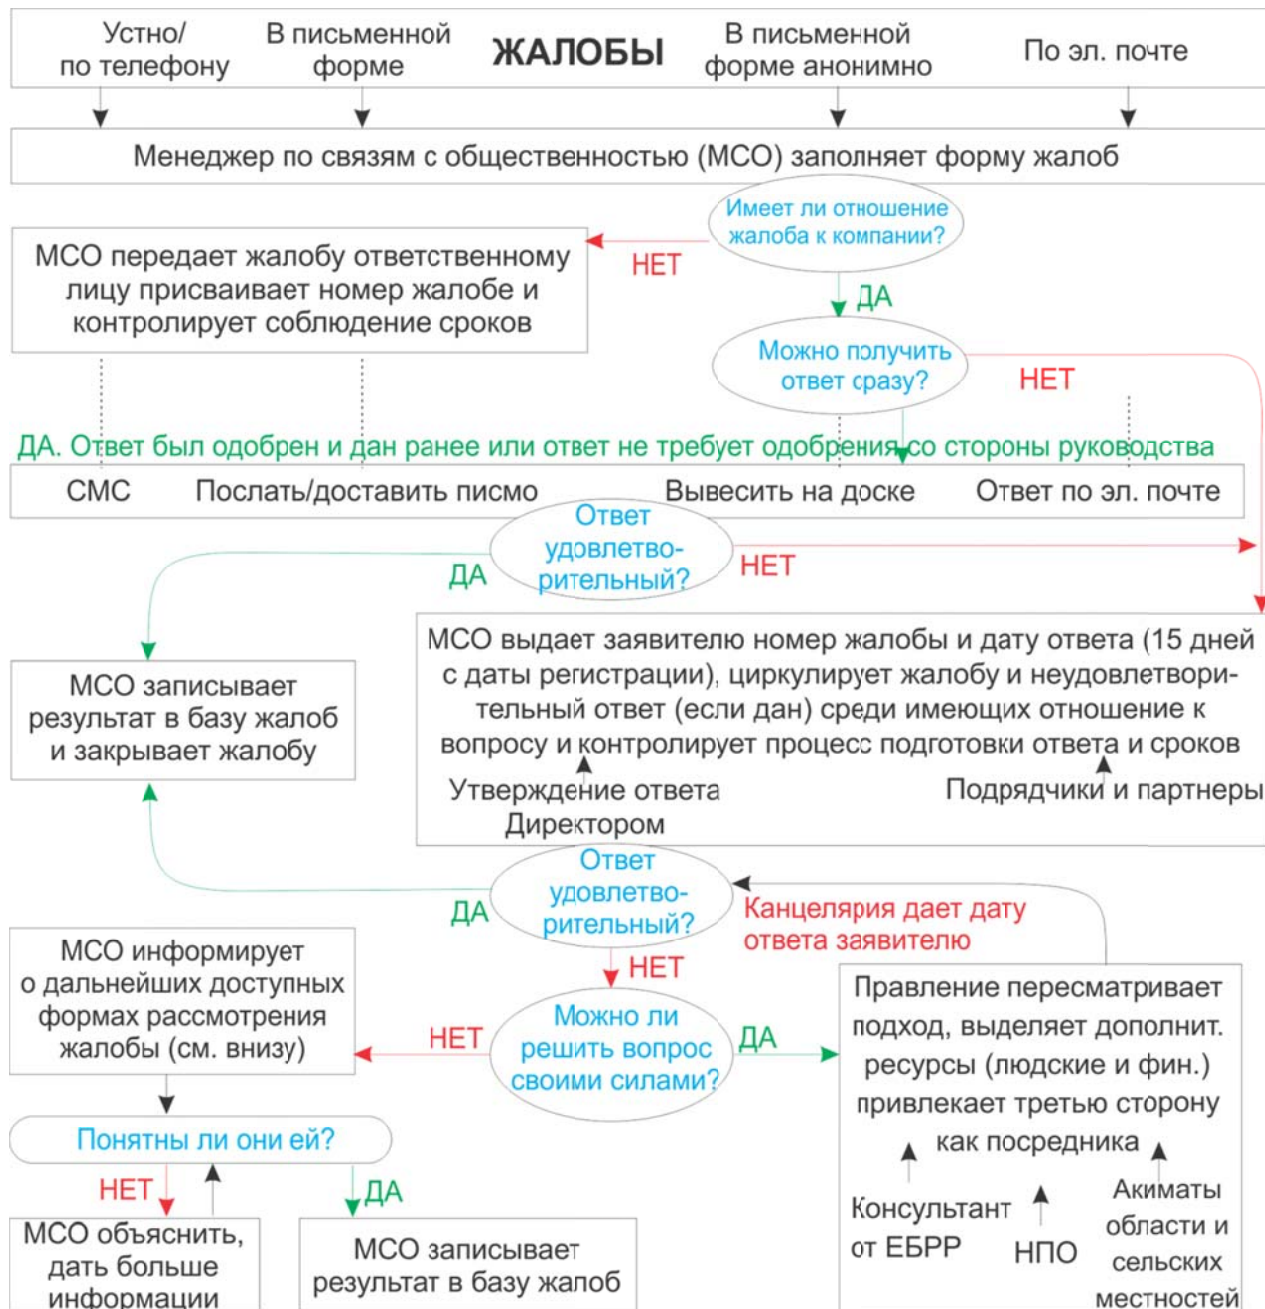 Устно/
по телефону
В письменной
форме
ЖАЛОБЫ
В письменной
форме анонимно
По эл. почте
Менеджер по связям с общественностью (МСО) заполняет форму жалоб
Имеет ли отношение
жалоба к компании?
НЕТ
МСО передает жалобу ответственному
лицу присваивает номер жалобе и
контролирует соблюдение сроков
ДА
Можно получить
ответ сразу?
НЕТ
ДА. Ответ был одобрен и дан ранее или ответ не требует одобрения со стороны руководства
СМС
Послать/доставить писмо
Вывесить на доске
Ответ по эл. почте
Ответ
удовлетво-
рительный?
ДА
НЕТ
МСО записывает
результат в базу жалоб
и закрывает жалобу
МСО выдает заявителю номер жалобы и дату ответа (15 дней
с даты регистрации), циркулирует жалобу и неудовлетвори-
тельный ответ (если дан) среди имеющих отношение к
вопросу и контролирует процесс подготовки ответа и сроков
Утверждение ответа
Директором
Подрядчики и партнеры
Ответ
удовлетво-
рительный?
ДА
Канцелярия дает дату
ответа заявителю
НЕТ
МСО информирует
о дальнейших доступных
формах рассмотрения
жалобы (см. внизу)
НЕТ
Можно ли
решить вопрос
своими силами?
ДА
Правление пересматривает
подход, выделяет дополнит.
ресурсы (людские и фин.)
привлекает третью сторону
как посредника
Консультант
от ЕБРР
НПО
Акиматы
области и
сельских
местностей
Понятны ли они ей?
НЕТ
ДА
МСО объяснить,
дать больше
информации
МСО записывает
результат в базу жалоб